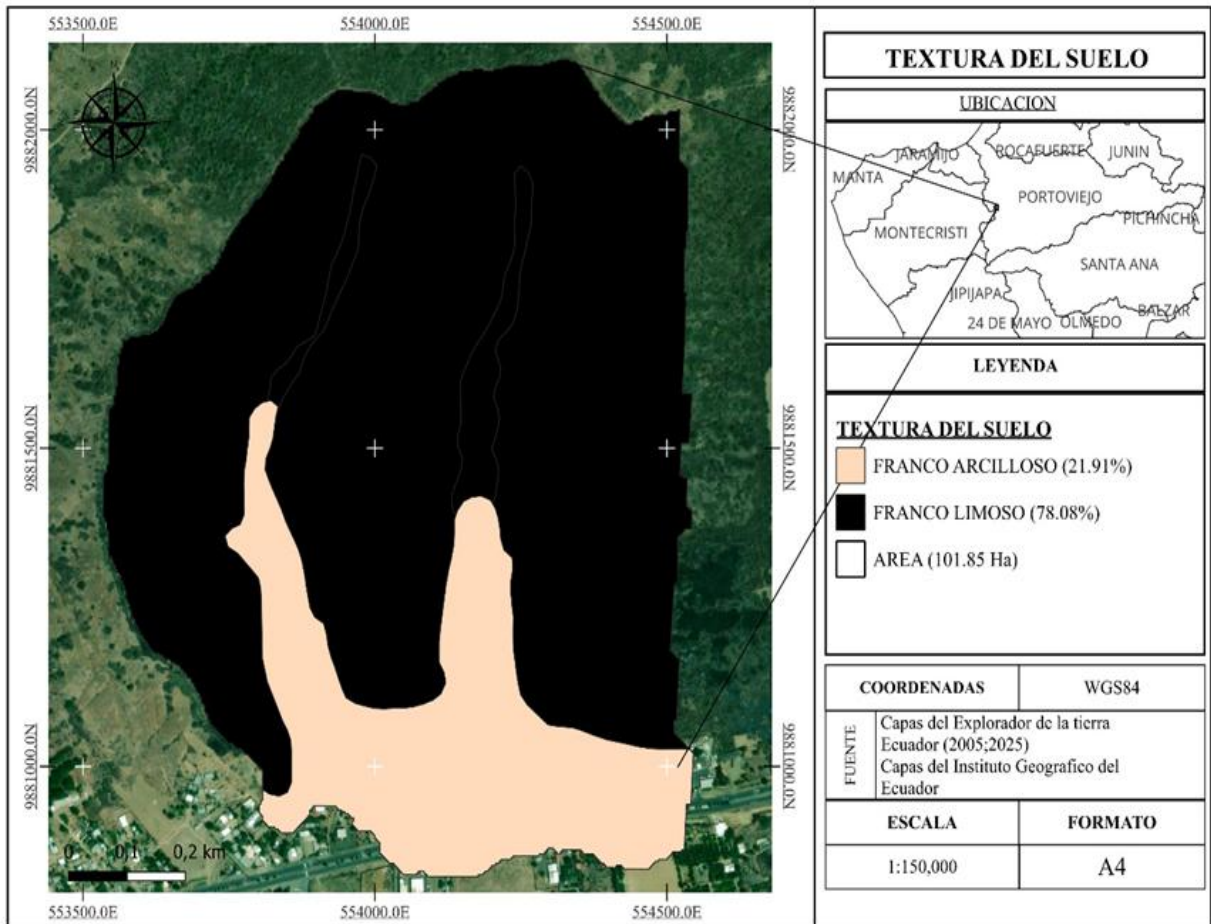 553500.0E
554000.0E
554500.0E
N
9882000.0N
9882000.0N
9881500.0N
9881500.0N
9881000.0N
9881000.0N
0 0,1 0,2 km
553500.0E
554000.0E
554500.0E
TEXTURA DEL SUELO
UBICACION
JARAMIJO
ROCAFUERTE
JUNIN
MANTA
PORTOVIEJO
PICHINCHA
MONTECRISTI
SANTA ANA
JIPIJAPA
BALZAR
24 DE MAYO
OLMEDO
LEYENDA
TEXTURA DEL SUELO
FRANCO ARCILLOSO (21.91%)
FRANCO LIMOSO (78.08%)
AREA (101.85 Ha)
COORDENADAS
WGS84
FUENTE
Capas del Explorador de la tierra
Ecuador (2005;2025)
Capas del Instituto Geografico del
Ecuador
ESCALA
FORMATO
1:150,000
A4